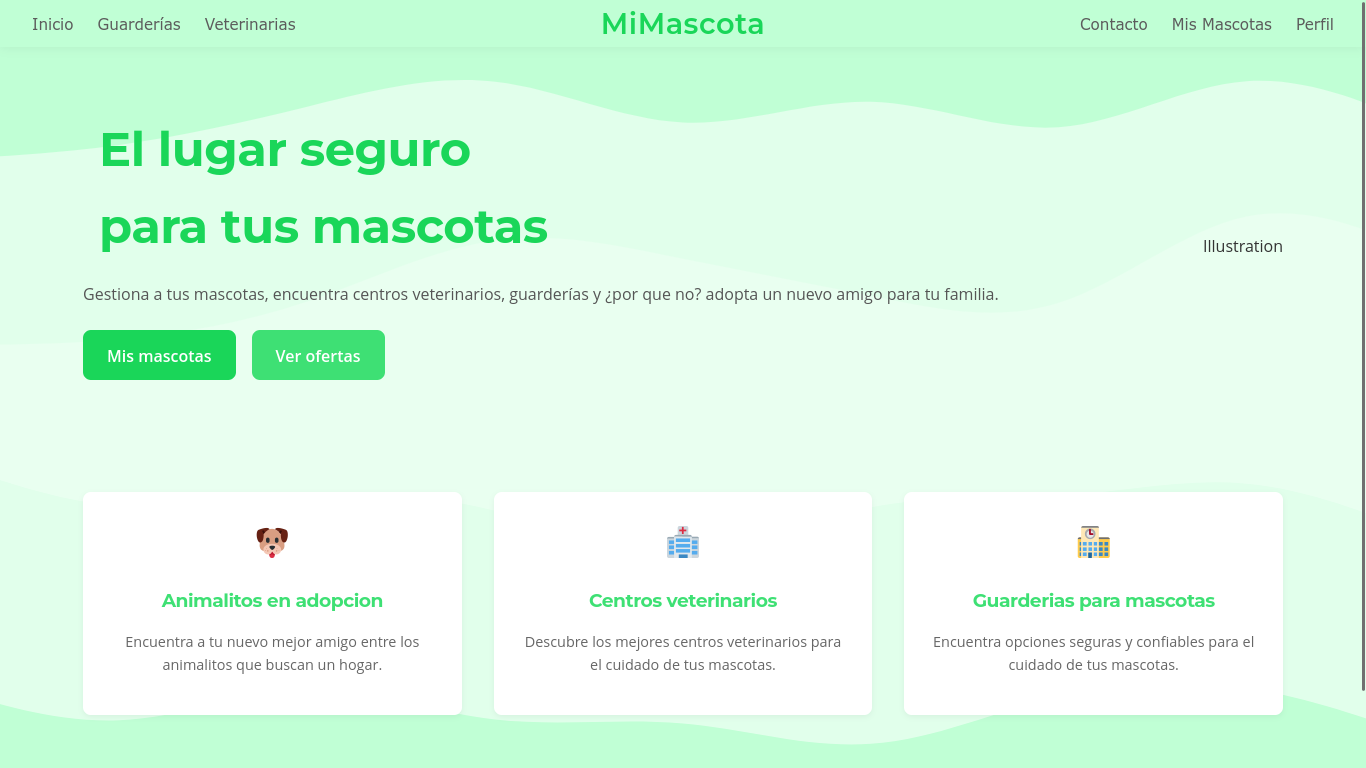 Inicio Guarderías Veterinarias MiMascota Contacto Mis Mascotas Perfil
El lugar seguro
para tus mascotas
Illustration
Gestiona a tus mascotas, encuentra centros veterinarios, guarderías y ¿por que no? adopta un nuevo amigo para tu familia.
Mis mascotas Ver ofertas
Animalitos en adopcion
Encuentra a tu nuevo mejor amigo entre los
animalitos que buscan un hogar.
Centros veterinarios
Descubre los mejores centros veterinarios para
el cuidado de tus mascotas.
Guarderias para mascotas
Encuentra opciones seguras y confiables para el
cuidado de tus mascotas.